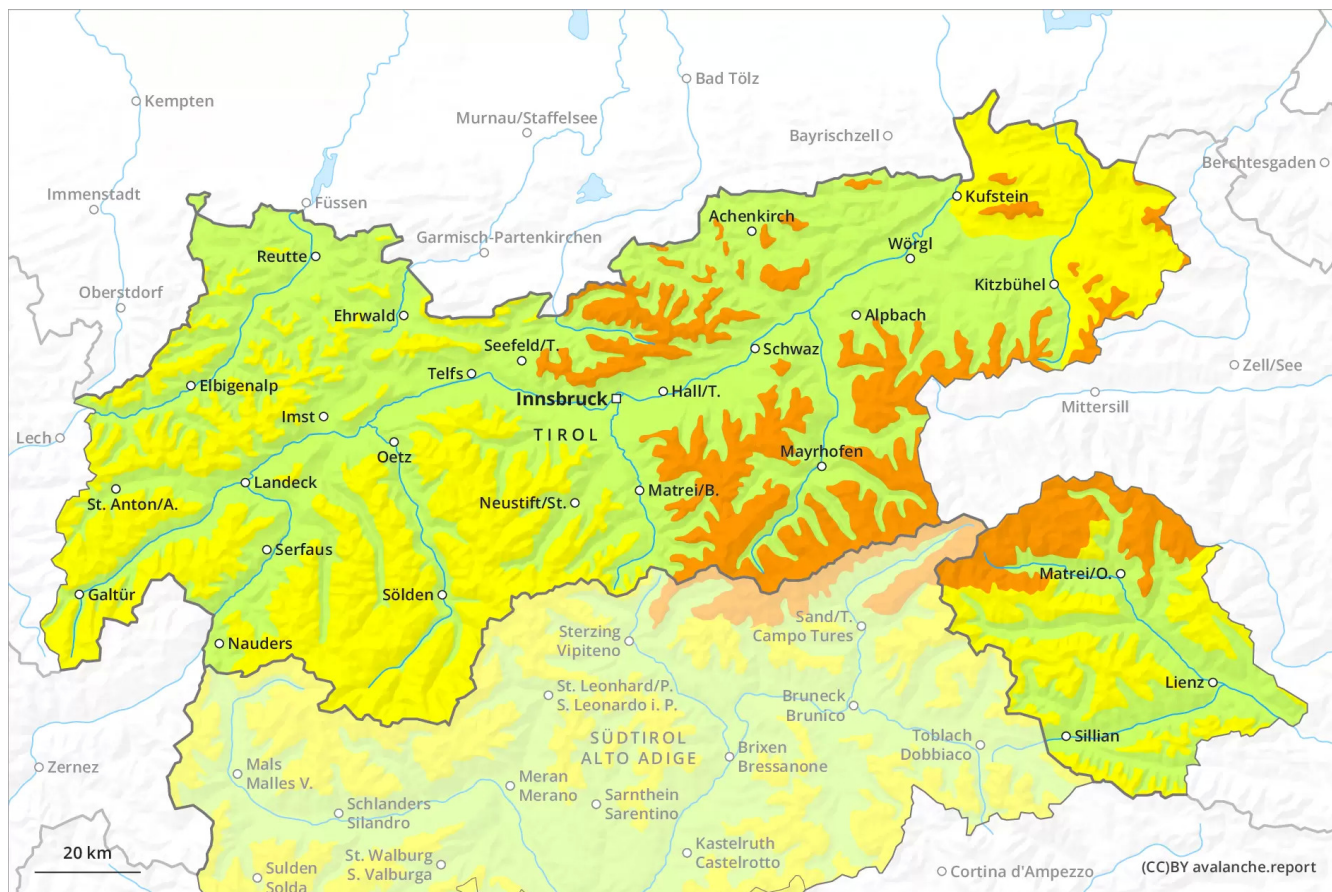 Bad Tölz
Kempten
Murnau/Staffelsee
Bayrischzell
Berchtesgaden
Immenstadt
Füssen
Kufstein
Achenkirch
Garmisch-Partenkirchen
Wörgl
Reutte
Kitzbühel
Oberstdorf
Ehrwald
Alpbach
Seefeld/T.
Schwaz
Zell/See
Telfs
Elbigenalp
Hall/T.
Innsbruck
Mittersill
Imst
TIROL
Lech
Oetz
Mayrhofen
Landeck
St. Anton/A.
Neustift/St.
Matrei/B.
Serfaus
Matrei/O.
Galtür
Sölden
Sand/T.
Campo Tures
Nauders
Sterzing
Vipiteno
Lienz
St. Leonhard/P.
S. Leonardo i. P.
Bruneck
Brunico
SÜDTIROL
ALTO ADIGE
Sillian
Toblach
Dobbiaco
Brixen
Bressanone
Zernez
Mals
Malles V.
Meran
Merano
Sarnthein
Sarentino
Schlanders
Silandro
Kastelruth
Castelrotto
20 km
St. Walburg
S. Valburga
Sulden
Solda
Cortina d'Ampezzo
(CC)BY avalanche.report